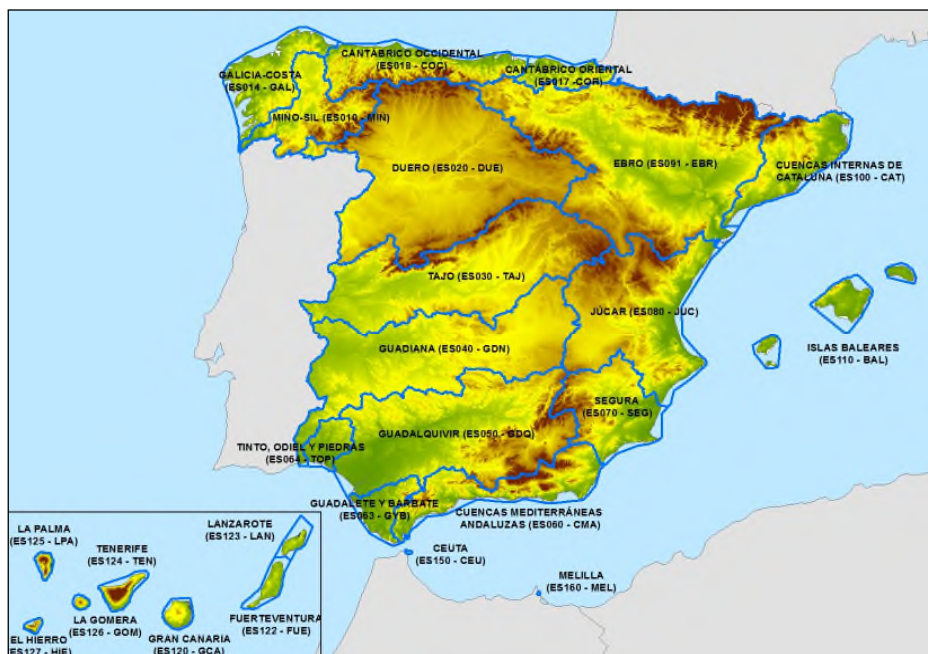 CANTÁBRICO OCCIDENTAL
(ES018 - COC)
CANTÁBRICO ORIENTAL
(ES017 - COR)
GALICIA-COSTA
(ES014 - GAL)
MIÑO-SIL (ES010 - MIN)
DUERO (ES020 - DUE)
EBRO (ES091 - EBR)
CUENCAS INTERNAS DE
CATALUÑA (ES100 - CAT)
TAJO (ES030 - TAJ)
JÚCAR (ES080 - JUC)
ISLAS BALEARES
(ES110 - BAL)
GUADIANA (ES040 - GDN)
SEGURA
(ES070 - SEG)
GUADALQUIVIR (ES050 - GDQ)
TINTO, ODIEL Y PIEDRAS
(ES064 - TOP)
GUADALETE Y BARBATE
(ES063 - GYB)
CUENCAS MEDITERRÁNEAS
ANDALUZAS (ES060 - CMA)
CEUTA
(ES150 - CEU)
MELILLA
(ES160 - MEL)
LA PALMA
(ES125 - LPA)
TENERIFE
(ES124 - TEN)
LANZAROTE
(ES123 - LAN)
LA GOMERA
(ES126 - GOM)
EL HIERRO
(ES127 - HIE)
GRAN CANARIA
(ES120 - GCA)
FUERTEVENTURA
(ES122 - FUE)